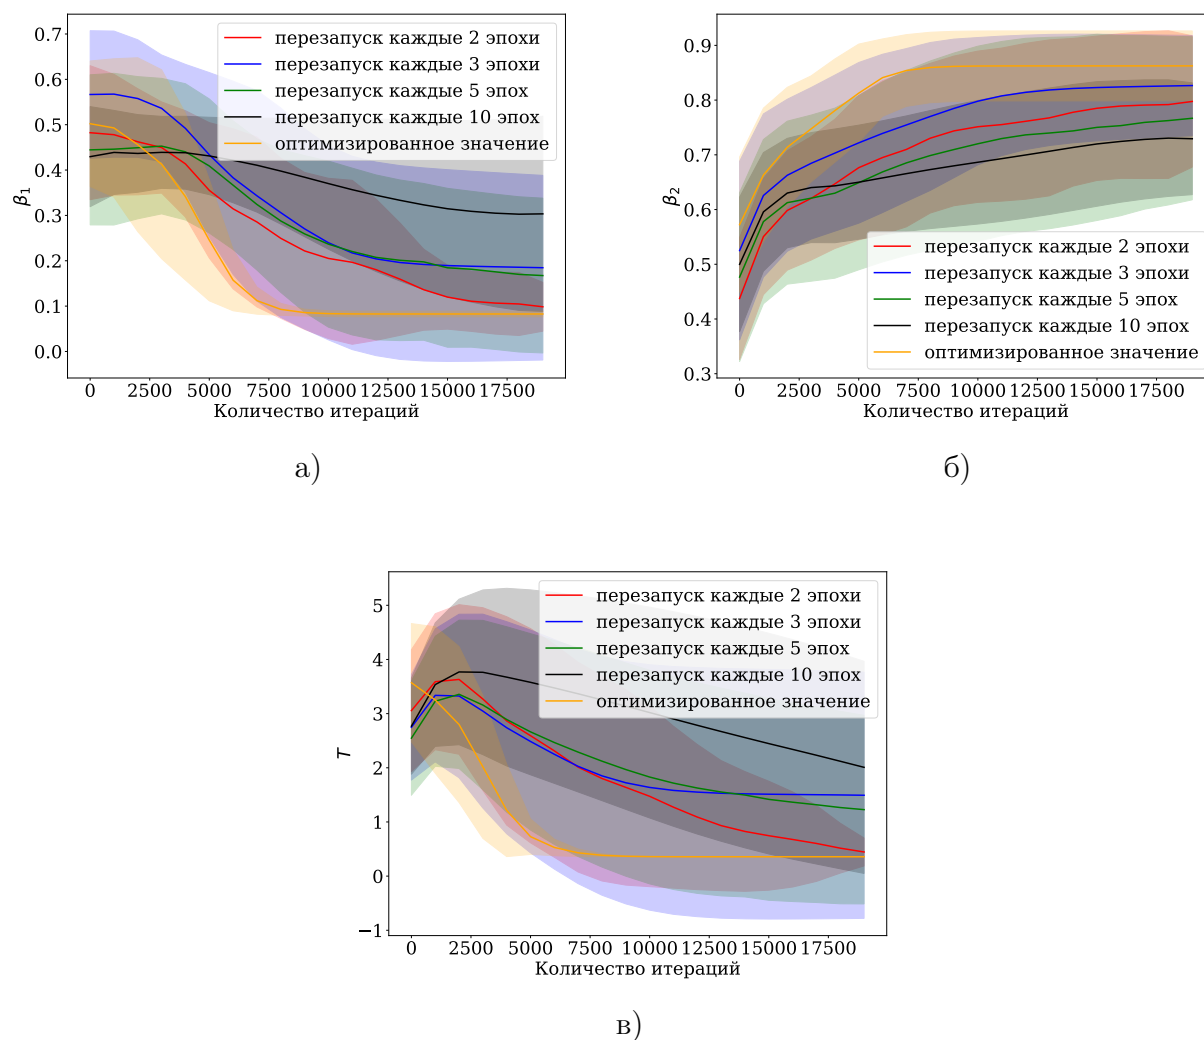 0.7
0.6
0.5
0.4
0.3
0.2
0.1
0.0
β₁
перезапуск каждые 2 эпохи
перезапуск каждые 3 эпохи
перезапуск каждые 5 эпох
перезапуск каждые 10 эпох
оптимизированное значение
0 2500 5000 7500 10000 12500 15000 17500
Количество итераций
а)
0.9
0.8
0.7
0.6
0.5
0.4
0.3
β₂
перезапуск каждые 2 эпохи
перезапуск каждые 3 эпохи
перезапуск каждые 5 эпох
перезапуск каждые 10 эпох
оптимизированное значение
0 2500 5000 7500 10000 12500 15000 17500
Количество итераций
б)
5
4
3
2
1
0
−1
T
перезапуск каждые 2 эпохи
перезапуск каждые 3 эпохи
перезапуск каждые 5 эпох
перезапуск каждые 10 эпох
оптимизированное значение
0 2500 5000 7500 10000 12500 15000 17500
Количество итераций
в)